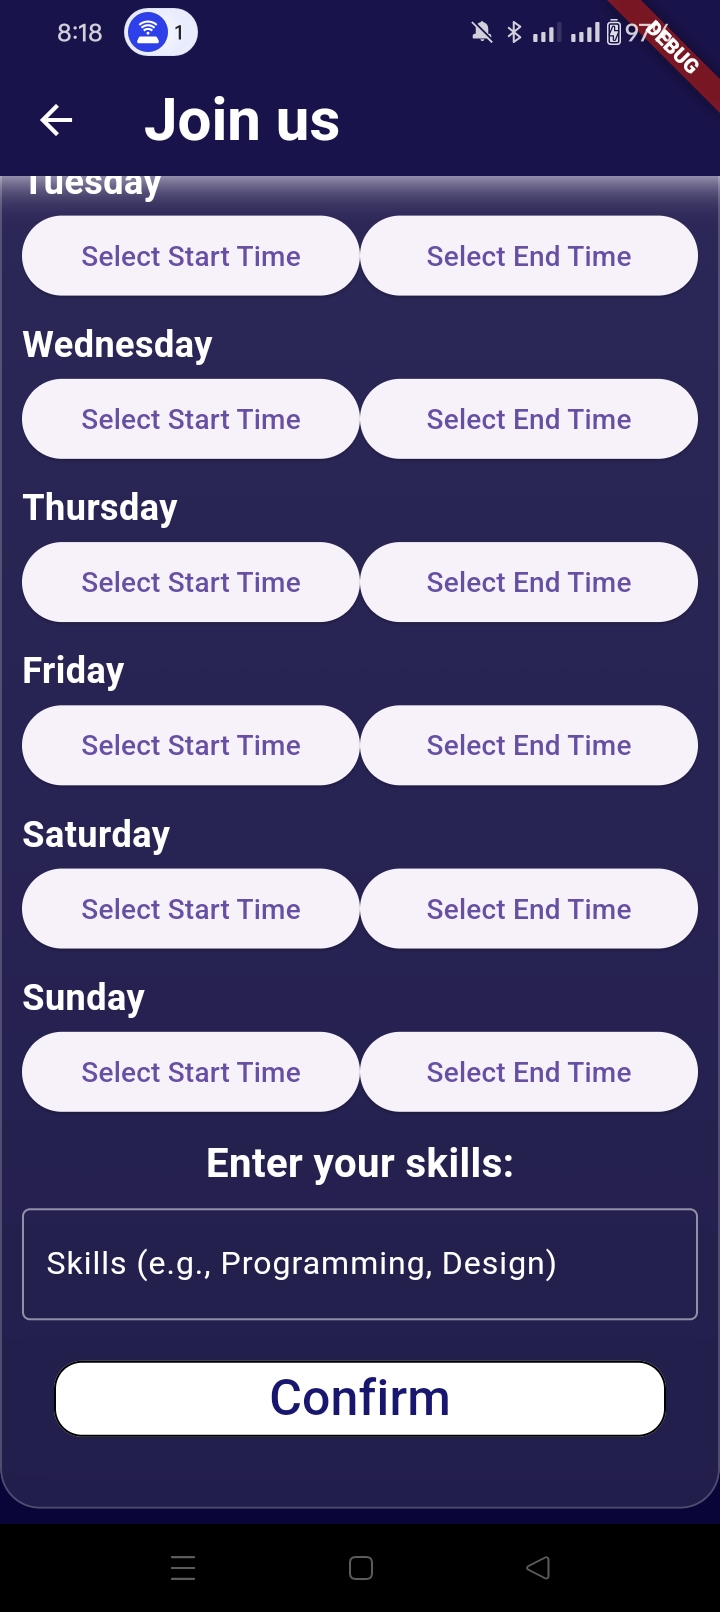 8:18 1 97
DEBUG
Join us
Tuesday
Select Start Time Select End Time
Wednesday
Select Start Time Select End Time
Thursday
Select Start Time Select End Time
Friday
Select Start Time Select End Time
Saturday
Select Start Time Select End Time
Sunday
Select Start Time Select End Time
Enter your skills:
Skills (e.g., Programming, Design)
Confirm